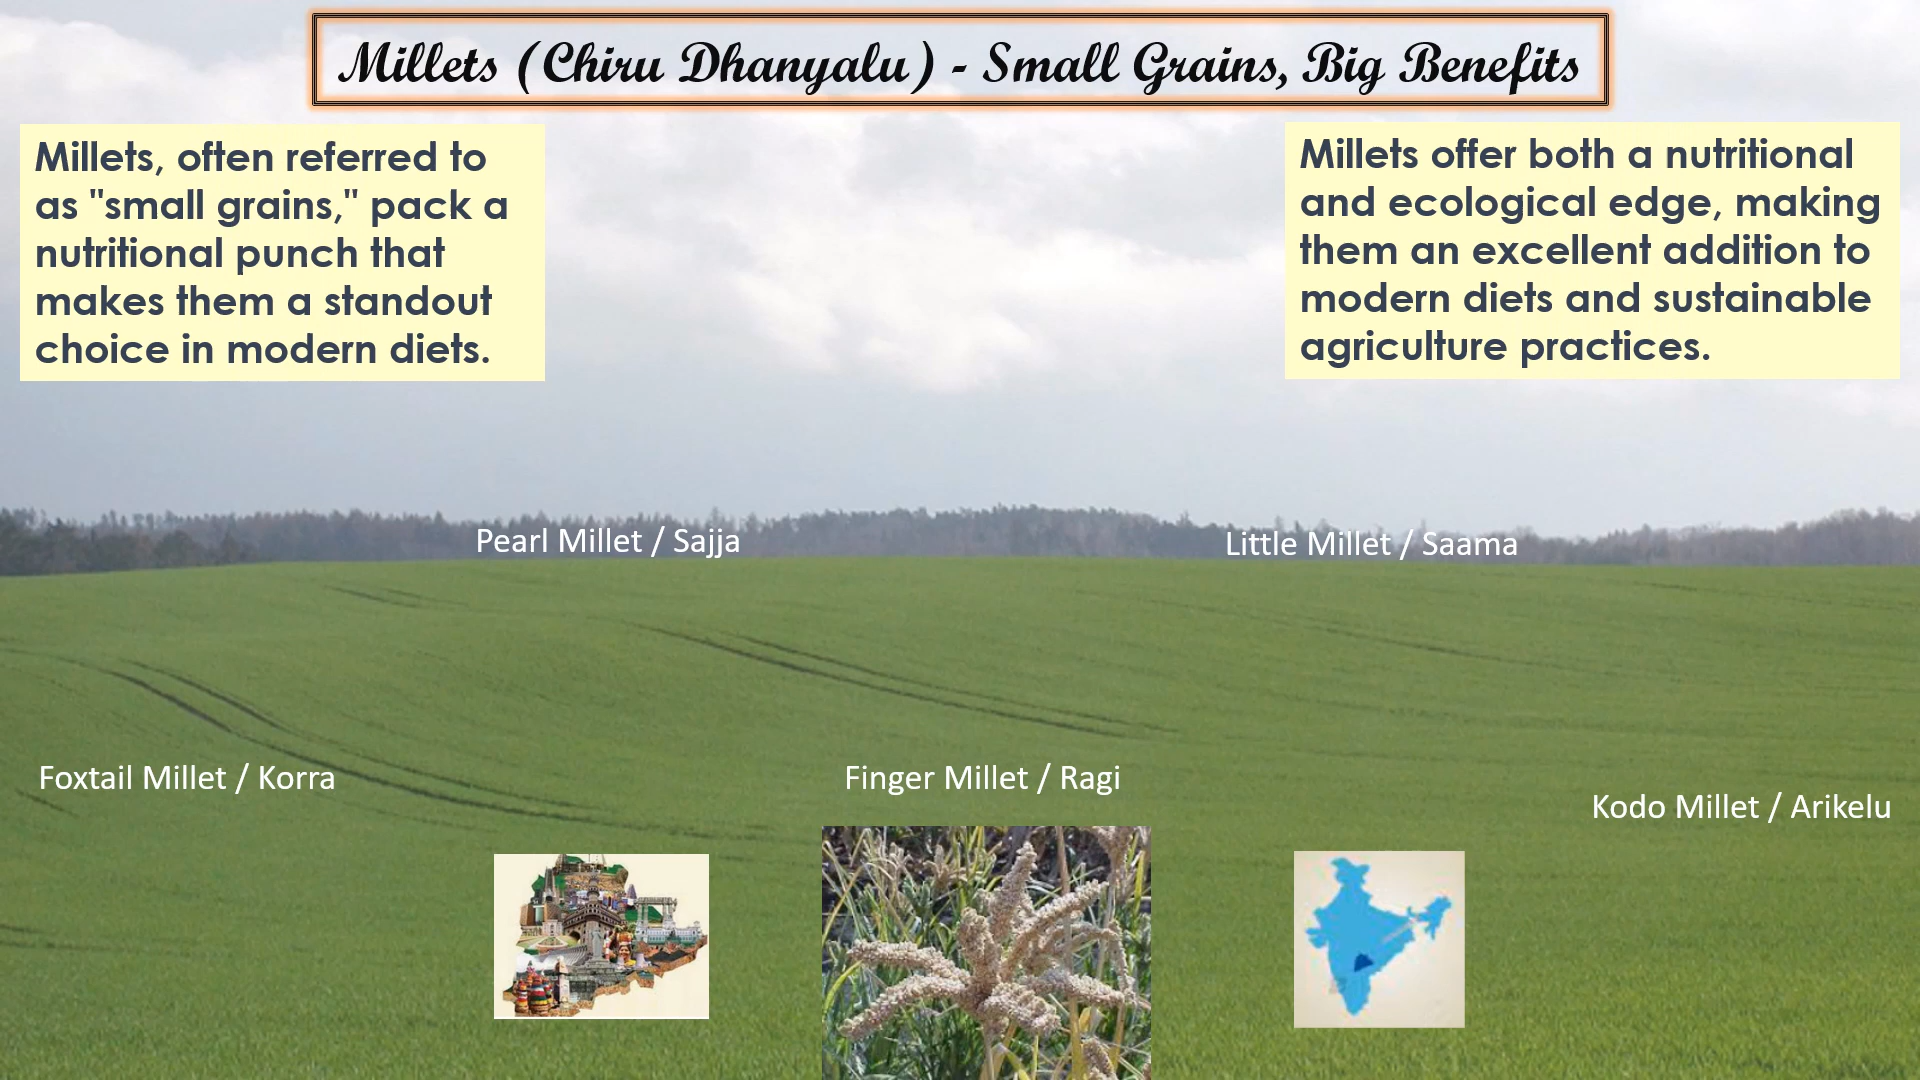 Millets (Chiru Dhanyalu) - Small Grains, Big Benefits
Millets, often referred to
as "small grains," pack a
nutritional punch that
makes them a standout
choice in modern diets.
Millets offer both a nutritional
and ecological edge, making
them an excellent addition to
modern diets and sustainable
agriculture practices.
Pearl Millet / Sajja
Little Millet / Saama
Foxtail Millet / Korra
Finger Millet / Ragi
Kodo Millet / Arikelu